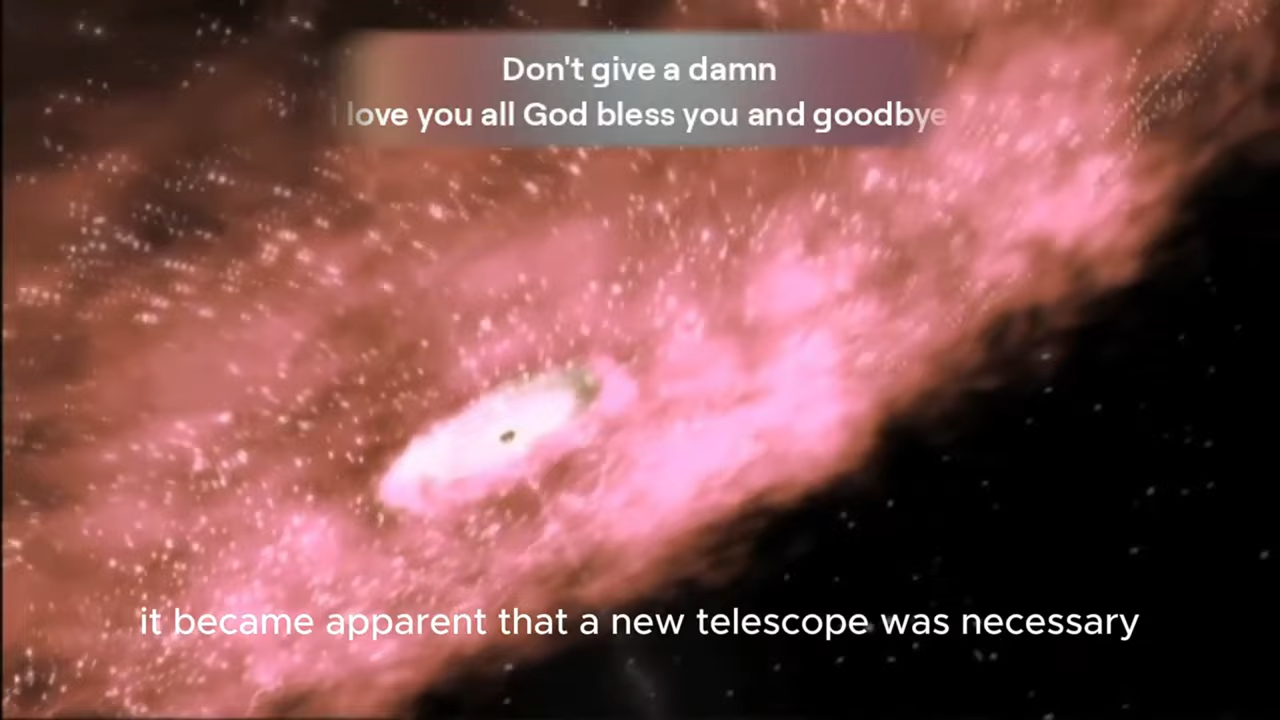 Don't give a damn
I love you all God bless you and goodbye
it became apparent that a new telescope was necessary